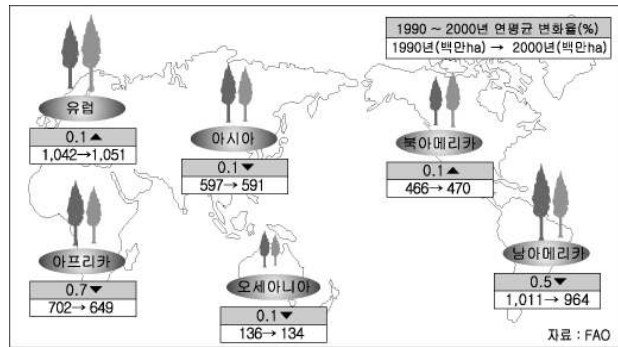 1990 ~ 2000년 연평균 변화율(%)
1990년(백만ha) → 2000년(백만ha)
유럽
0.1▲
1,042→1,051
아시아
0.1▼
597→ 591
북아메리카
0.1▲
466→ 470
아프리카
0.7▼
702→ 649
오세아니아
0.1▼
136→ 134
남아메리카
0.5▼
1,011→ 964
자료 : FAO